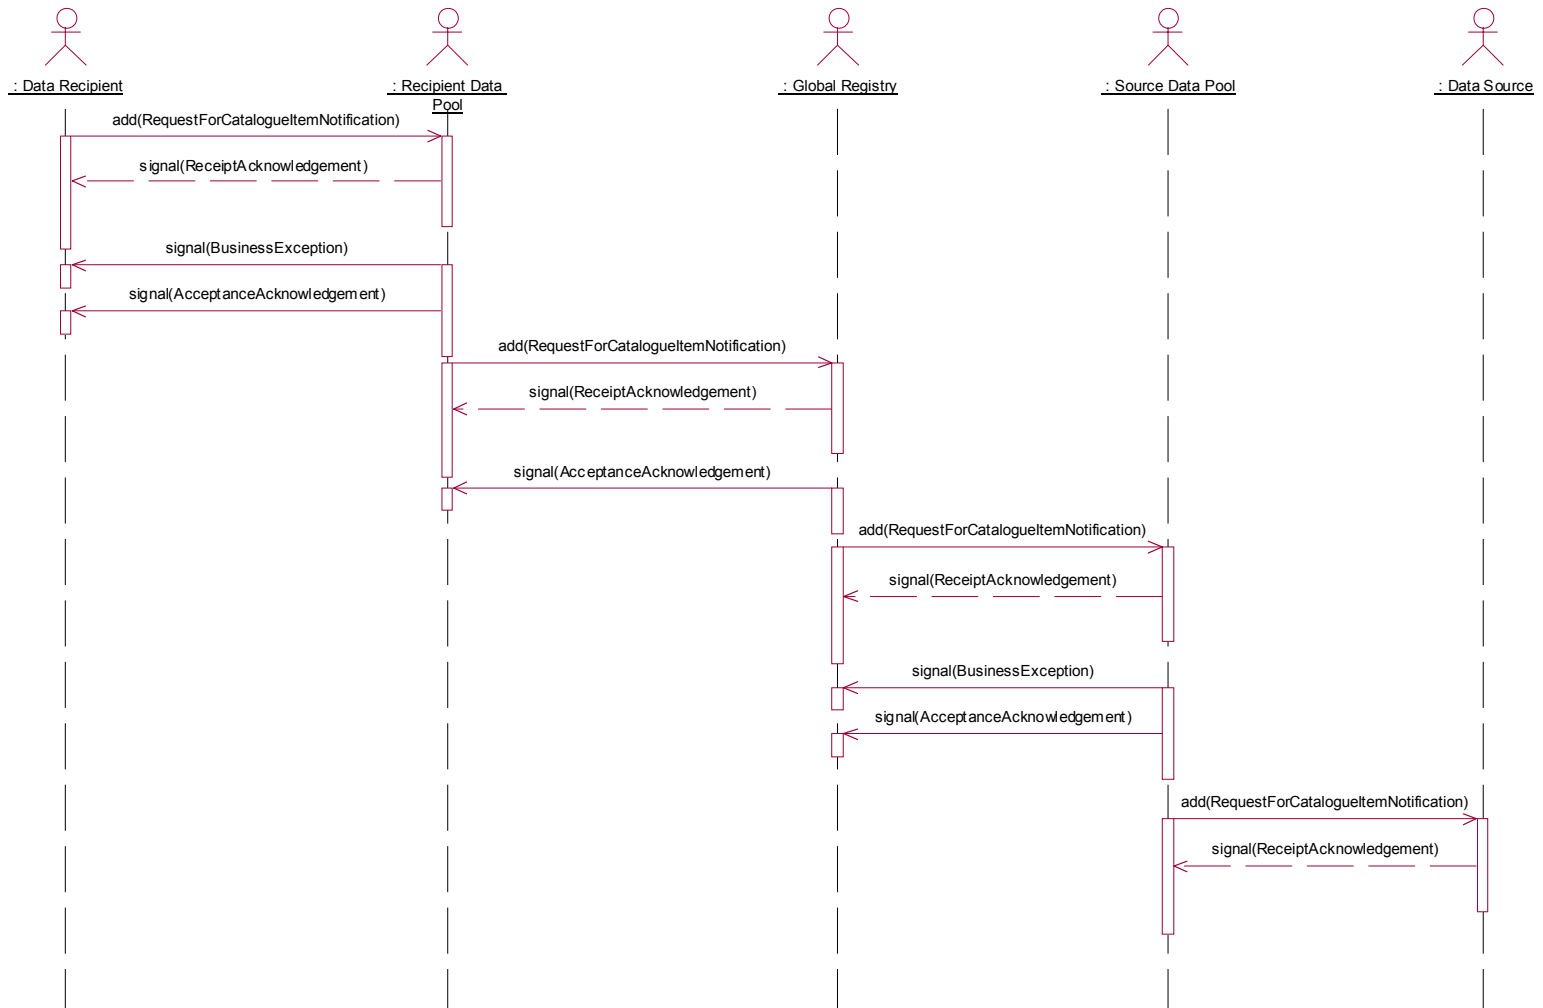 : Data Recipient
: Recipient Data
Pool
: Global Registry
: Source Data Pool
: Data Source
add(RequestForCatalogueItemNotification)
signal(ReceiptAcknowledgement)
signal(BusinessException)
signal(AcceptanceAcknowledgement)
add(RequestForCatalogueItemNotification)
signal(ReceiptAcknowledgement)
signal(AcceptanceAcknowledgement)
add(RequestForCatalogueItemNotification)
signal(ReceiptAcknowledgement)
signal(BusinessException)
signal(AcceptanceAcknowledgement)
add(RequestForCatalogueItemNotification)
signal(ReceiptAcknowledgement)